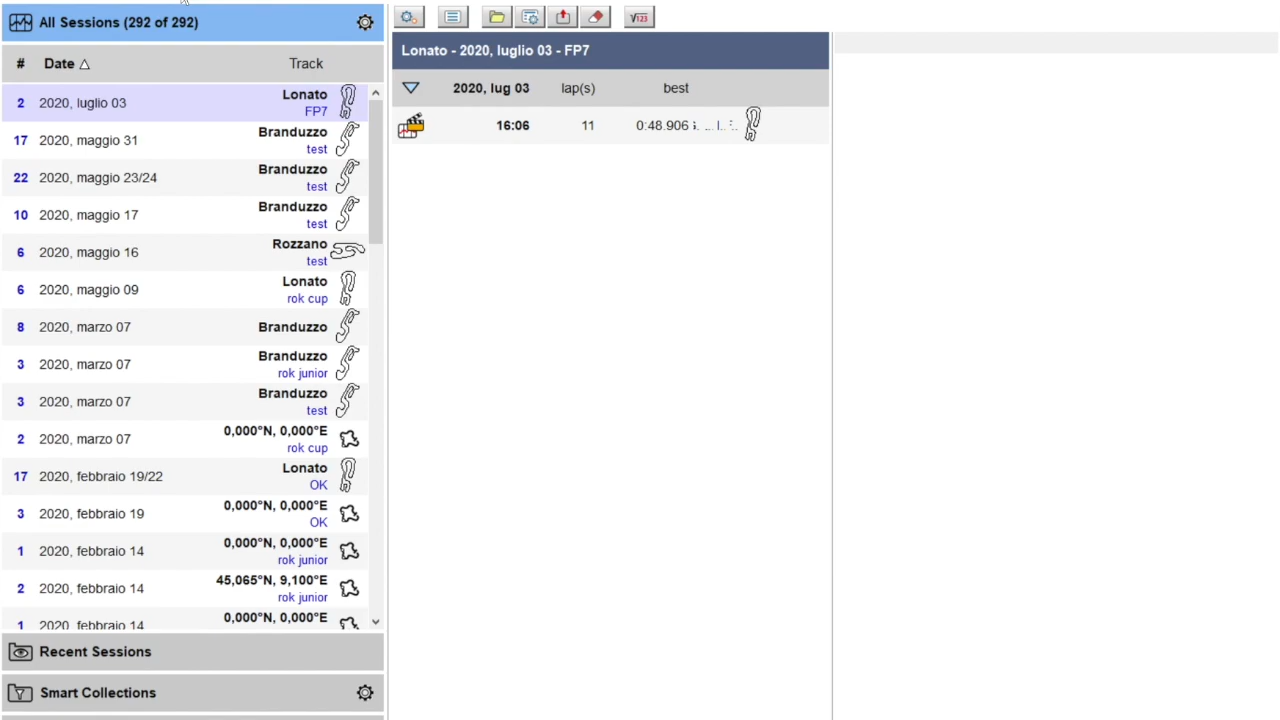 All Sessions (292 of 292)
# Date Track
2 2020, luglio 03 Lonato
FP7
17 2020, maggio 31 Branduzzo
test
22 2020, maggio 23/24 Branduzzo
test
10 2020, maggio 17 Branduzzo
test
6 2020, maggio 16 Rozzano
test
6 2020, maggio 09 Lonato
rok cup
8 2020, marzo 07 Branduzzo
3 2020, marzo 07 Branduzzo
rok junior
3 2020, marzo 07 Branduzzo
test
2 2020, marzo 07 0,000°N, 0,000°E
rok cup
17 2020, febbraio 19/22 Lonato
OK
3 2020, febbraio 19 0,000°N, 0,000°E
OK
1 2020, febbraio 14 0,000°N, 0,000°E
rok junior
2 2020, febbraio 14 45,065°N, 9,100°E
rok junior
1 2020, febbraio 14 0,000°N, 0,000°E
Recent Sessions
Smart Collections
√123
Lonato - 2020, luglio 03 - FP7
2020, lug 03 lap(s) best
16:06 11 0:48.906